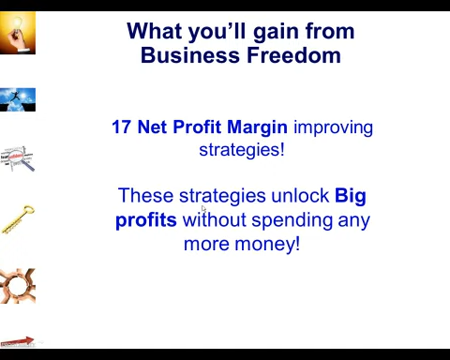 What you'll gain from
Business Freedom
17 Net Profit Margin improving
strategies!
These strategies unlock Big
profits without spending any
more money!